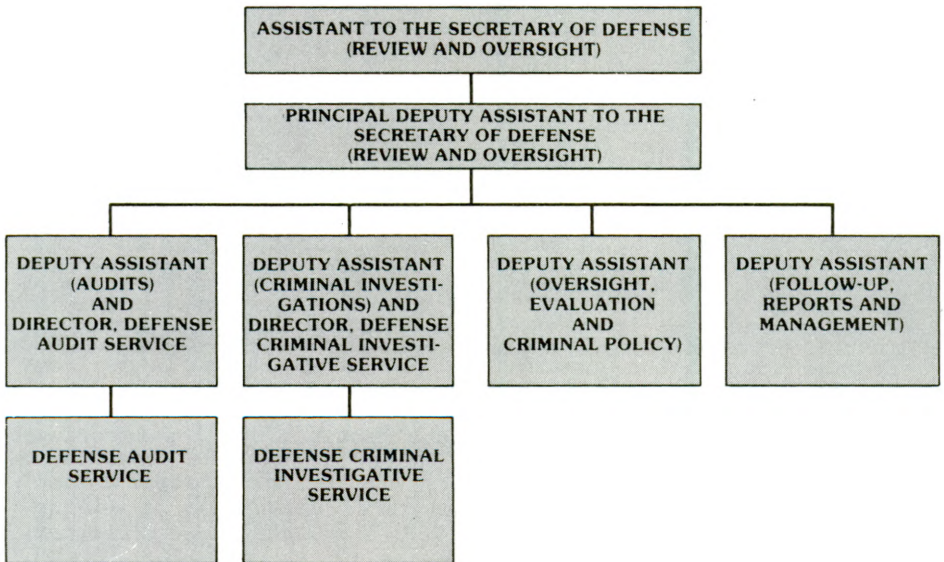 ASSISTANT TO THE SECRETARY OF DEFENSE
(REVIEW AND OVERSIGHT)
PRINCIPAL DEPUTY ASSISTANT TO THE
SECRETARY OF DEFENSE
(REVIEW AND OVERSIGHT)
DEPUTY ASSISTANT
(AUDITS)
AND
DIRECTOR, DEFENSE
AUDIT SERVICE
DEPUTY ASSISTANT
(CRIMINAL INVESTI-
GATIONS) AND
DIRECTOR, DEFENSE
CRIMINAL INVESTI-
GATIVE SERVICE
DEPUTY ASSISTANT
(OVERSIGHT,
EVALUATION
AND
CRIMINAL POLICY)
DEPUTY ASSISTANT
(FOLLOW-UP,
REPORTS AND
MANAGEMENT)
DEFENSE AUDIT
SERVICE
DEFENSE CRIMINAL
INVESTIGATIVE
SERVICE